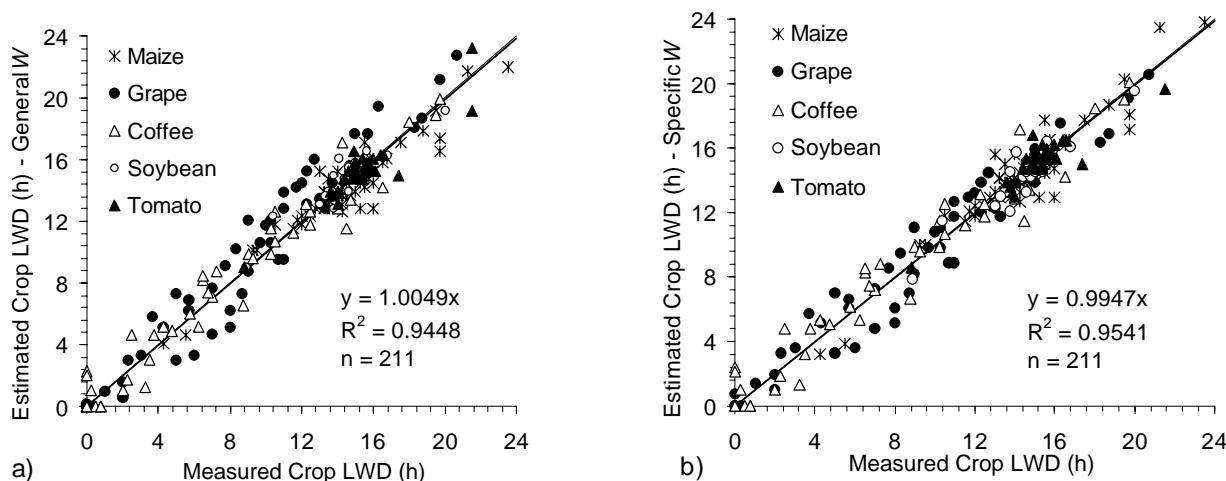 24
20
16
12
8
4
0
Estimated Crop LWD (h) - General W
Maize
Grape
Coffee
Soybean
Tomato
y = 1.0049x
R² = 0.9448
n = 211
0 4 8 12 16 20 24
Measured Crop LWD (h)
a)
24
20
16
12
8
4
0
Estimated Crop LWD (h) - Specific W
Maize
Grape
Coffee
Soybean
Tomato
y = 0.9947x
R² = 0.9541
n = 211
0 4 8 12 16 20 24
Measured Crop LWD (h)
b)